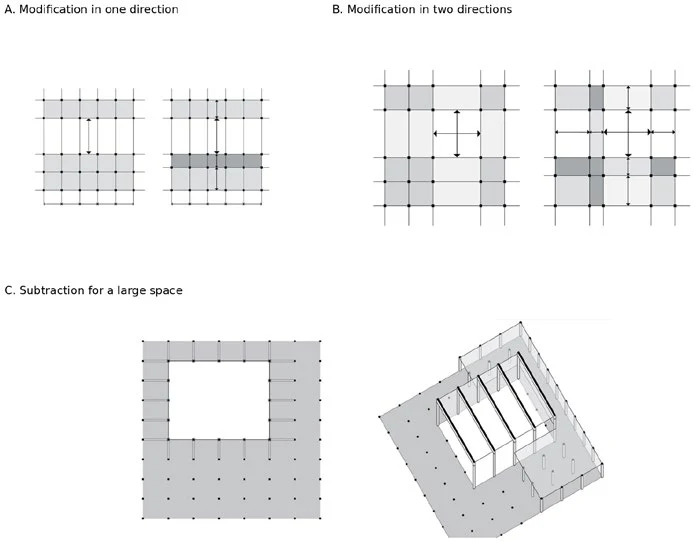 A. Modification in one direction
B. Modification in two directions
C. Subtraction for a large space